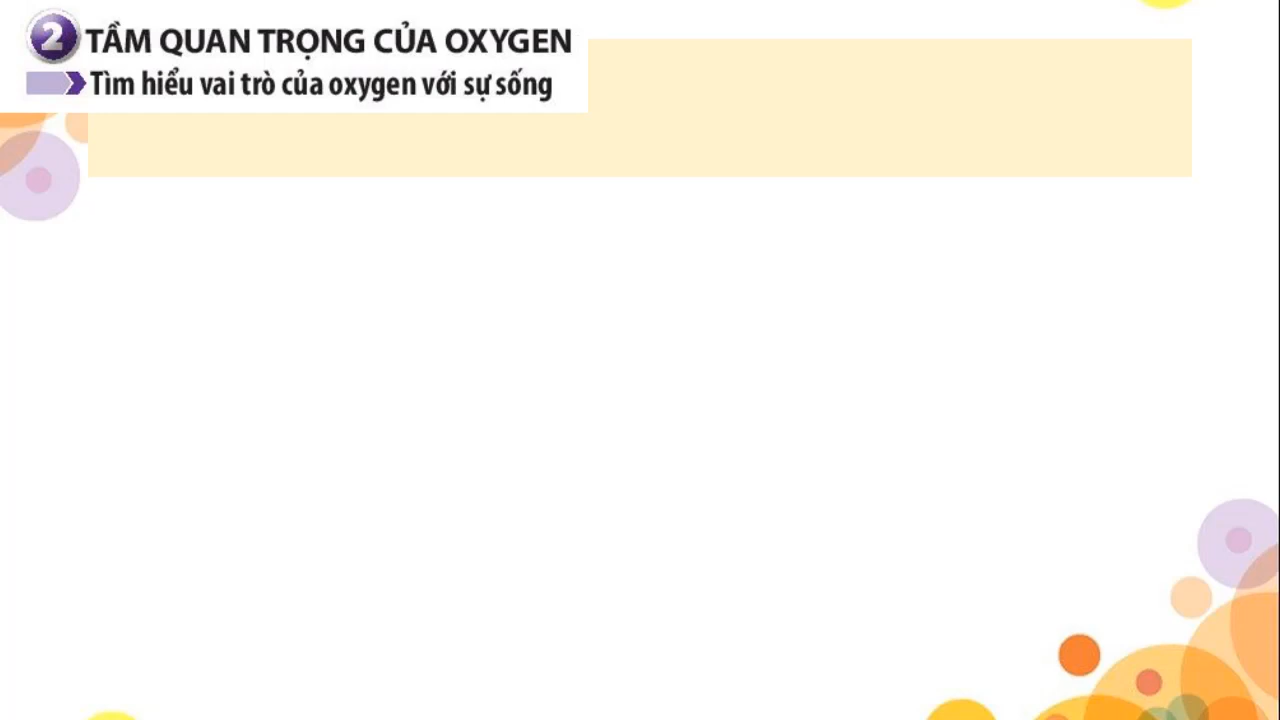 2 TẦM QUAN TRỌNG CỦA OXYGEN
Tìm hiểu vai trò của oxygen với sự sống